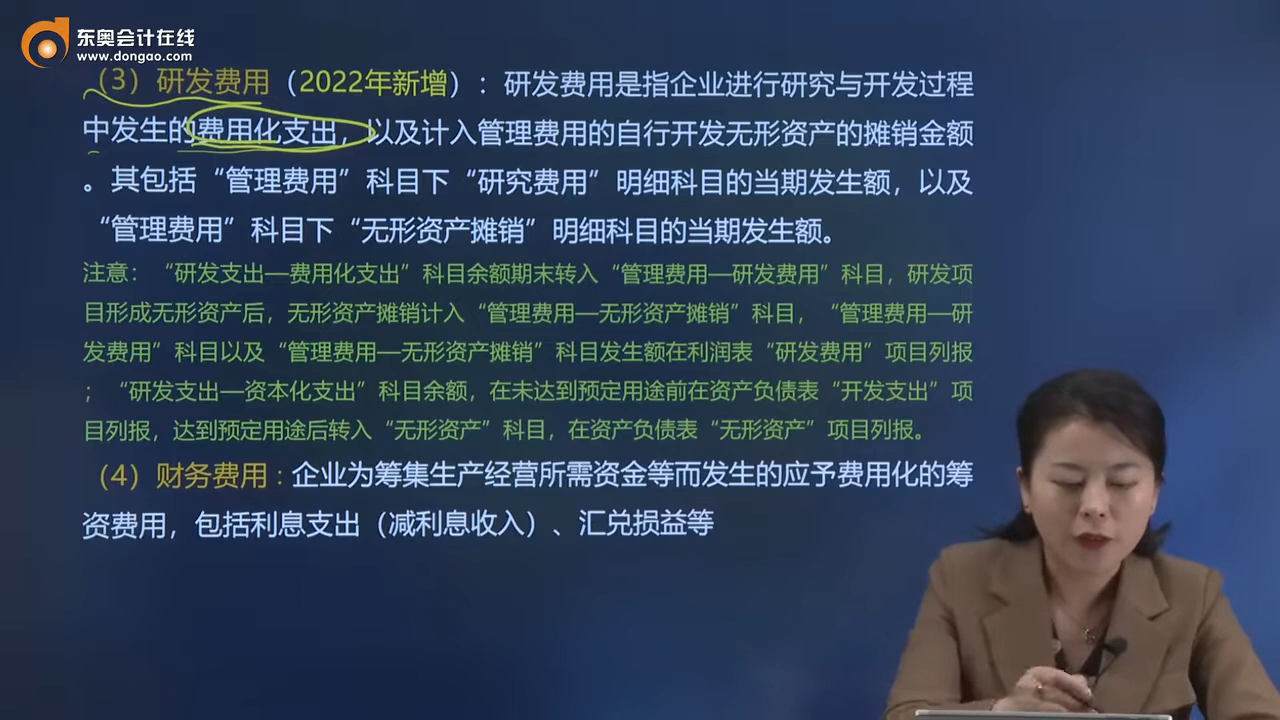 东奥会计在线
www.dongao.com
（3）研发费用（2022年新增）：研发费用是指企业进行研究与开发过程
中发生的费用化支出，以及计入管理费用的自行开发无形资产的摊销金额
。其包括“管理费用”科目下“研究费用”明细科目的当期发生额，以及
“管理费用”科目下“无形资产摊销”明细科目的当期发生额。
注意：“研发支出—费用化支出”科目余额期末转入“管理费用—研发费用”科目，研发项
目形成无形资产后，无形资产摊销计入“管理费用—无形资产摊销”科目，“管理费用—研
发费用”科目以及“管理费用—无形资产摊销”科目发生额在利润表“研发费用”项目列报
；“研发支出—资本化支出”科目余额，在未达到预定用途前在资产负债表“开发支出”项
目列报，达到预定用途后转入“无形资产”科目，在资产负债表“无形资产”项目列报。
（4）财务费用：企业为筹集生产经营所需资金等而发生的应予费用化的筹
资费用，包括利息支出（减利息收入）、汇兑损益等